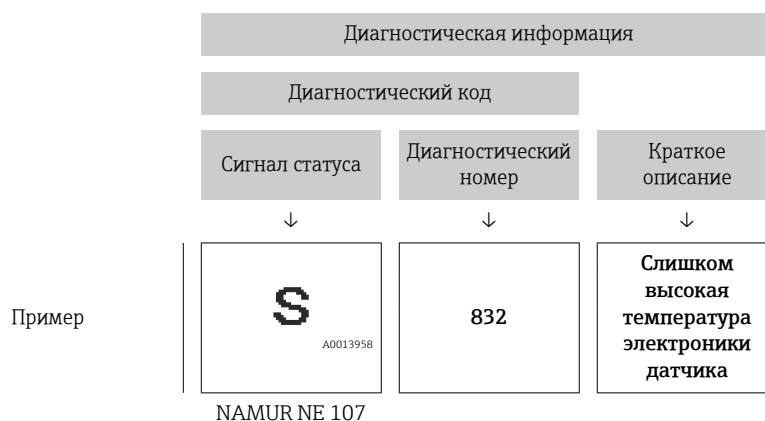 Диагностическая информация
Диагностический код
Сигнал статуса
Диагностический
номер
Краткое
описание
↓ ↓ ↓
Пример
S
A0013958
832
Слишком
высокая
температура
электроники
датчика
NAMUR NE 107